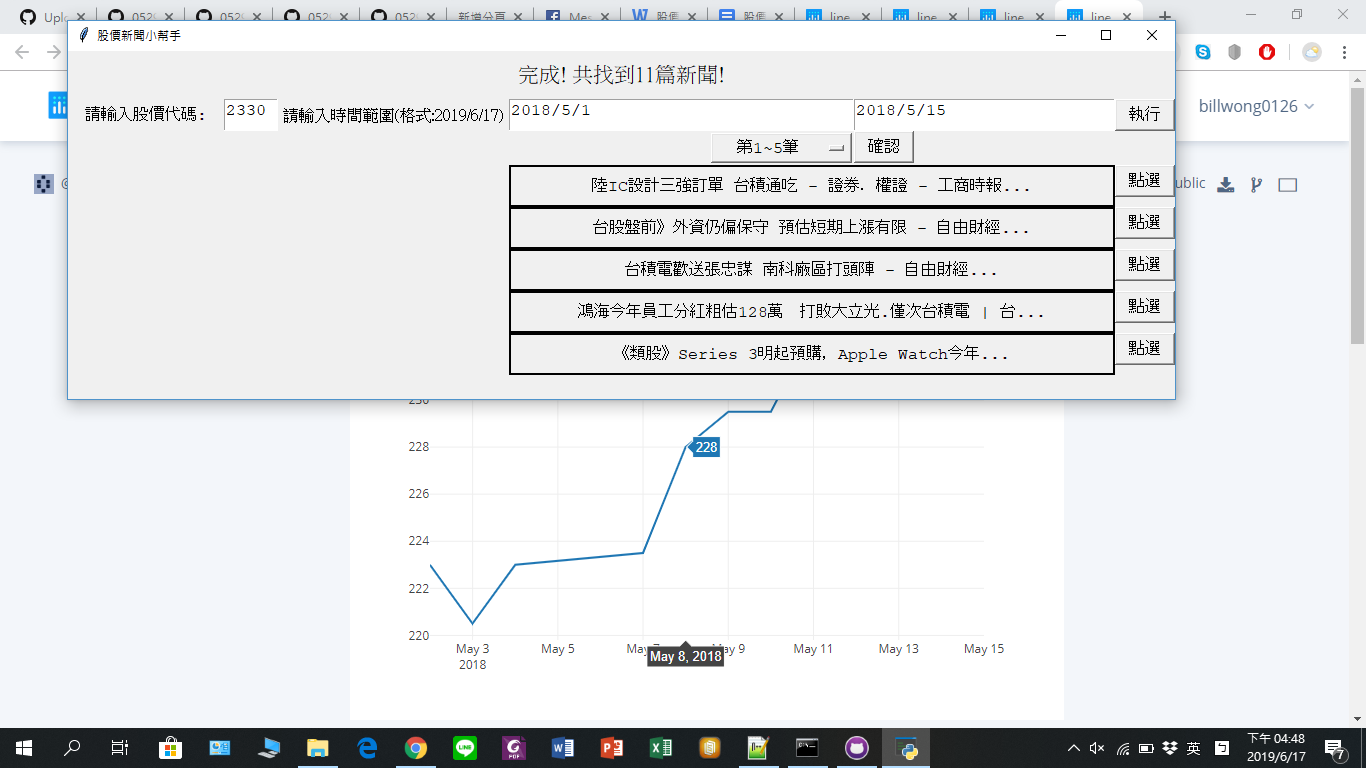 Uplo
052
052
052
052
新增分頁
Mes
股價
股價
line
line
line
line
股價新聞小幫手
完成! 共找到11篇新聞!
請輸入股價代碼: 2330 請輸入時間範圍(格式:2019/6/17) 2018/5/1 2018/5/15 執行
第1~5筆 確認
陸IC設計三強訂單 台積通吃 - 證券．權證 - 工商時報... 點選
台股盤前》外資仍偏保守 預估短期上漲有限 - 自由財經... 點選
台積電歡送張忠謀 南科廠區打頭陣 - 自由財經... 點選
鴻海今年員工分紅粗估128萬 打敗大立光.僅次台積電 | 台... 點選
《類股》Series 3明起預購，Apple Watch今年... 點選
billwong0126
ublic
230
228
228
226
224
222
220
May 3
2018
May 5
May 7
May 8, 2018
May 9
May 11
May 13
May 15
英
下午 04:48
2019/6/17
7